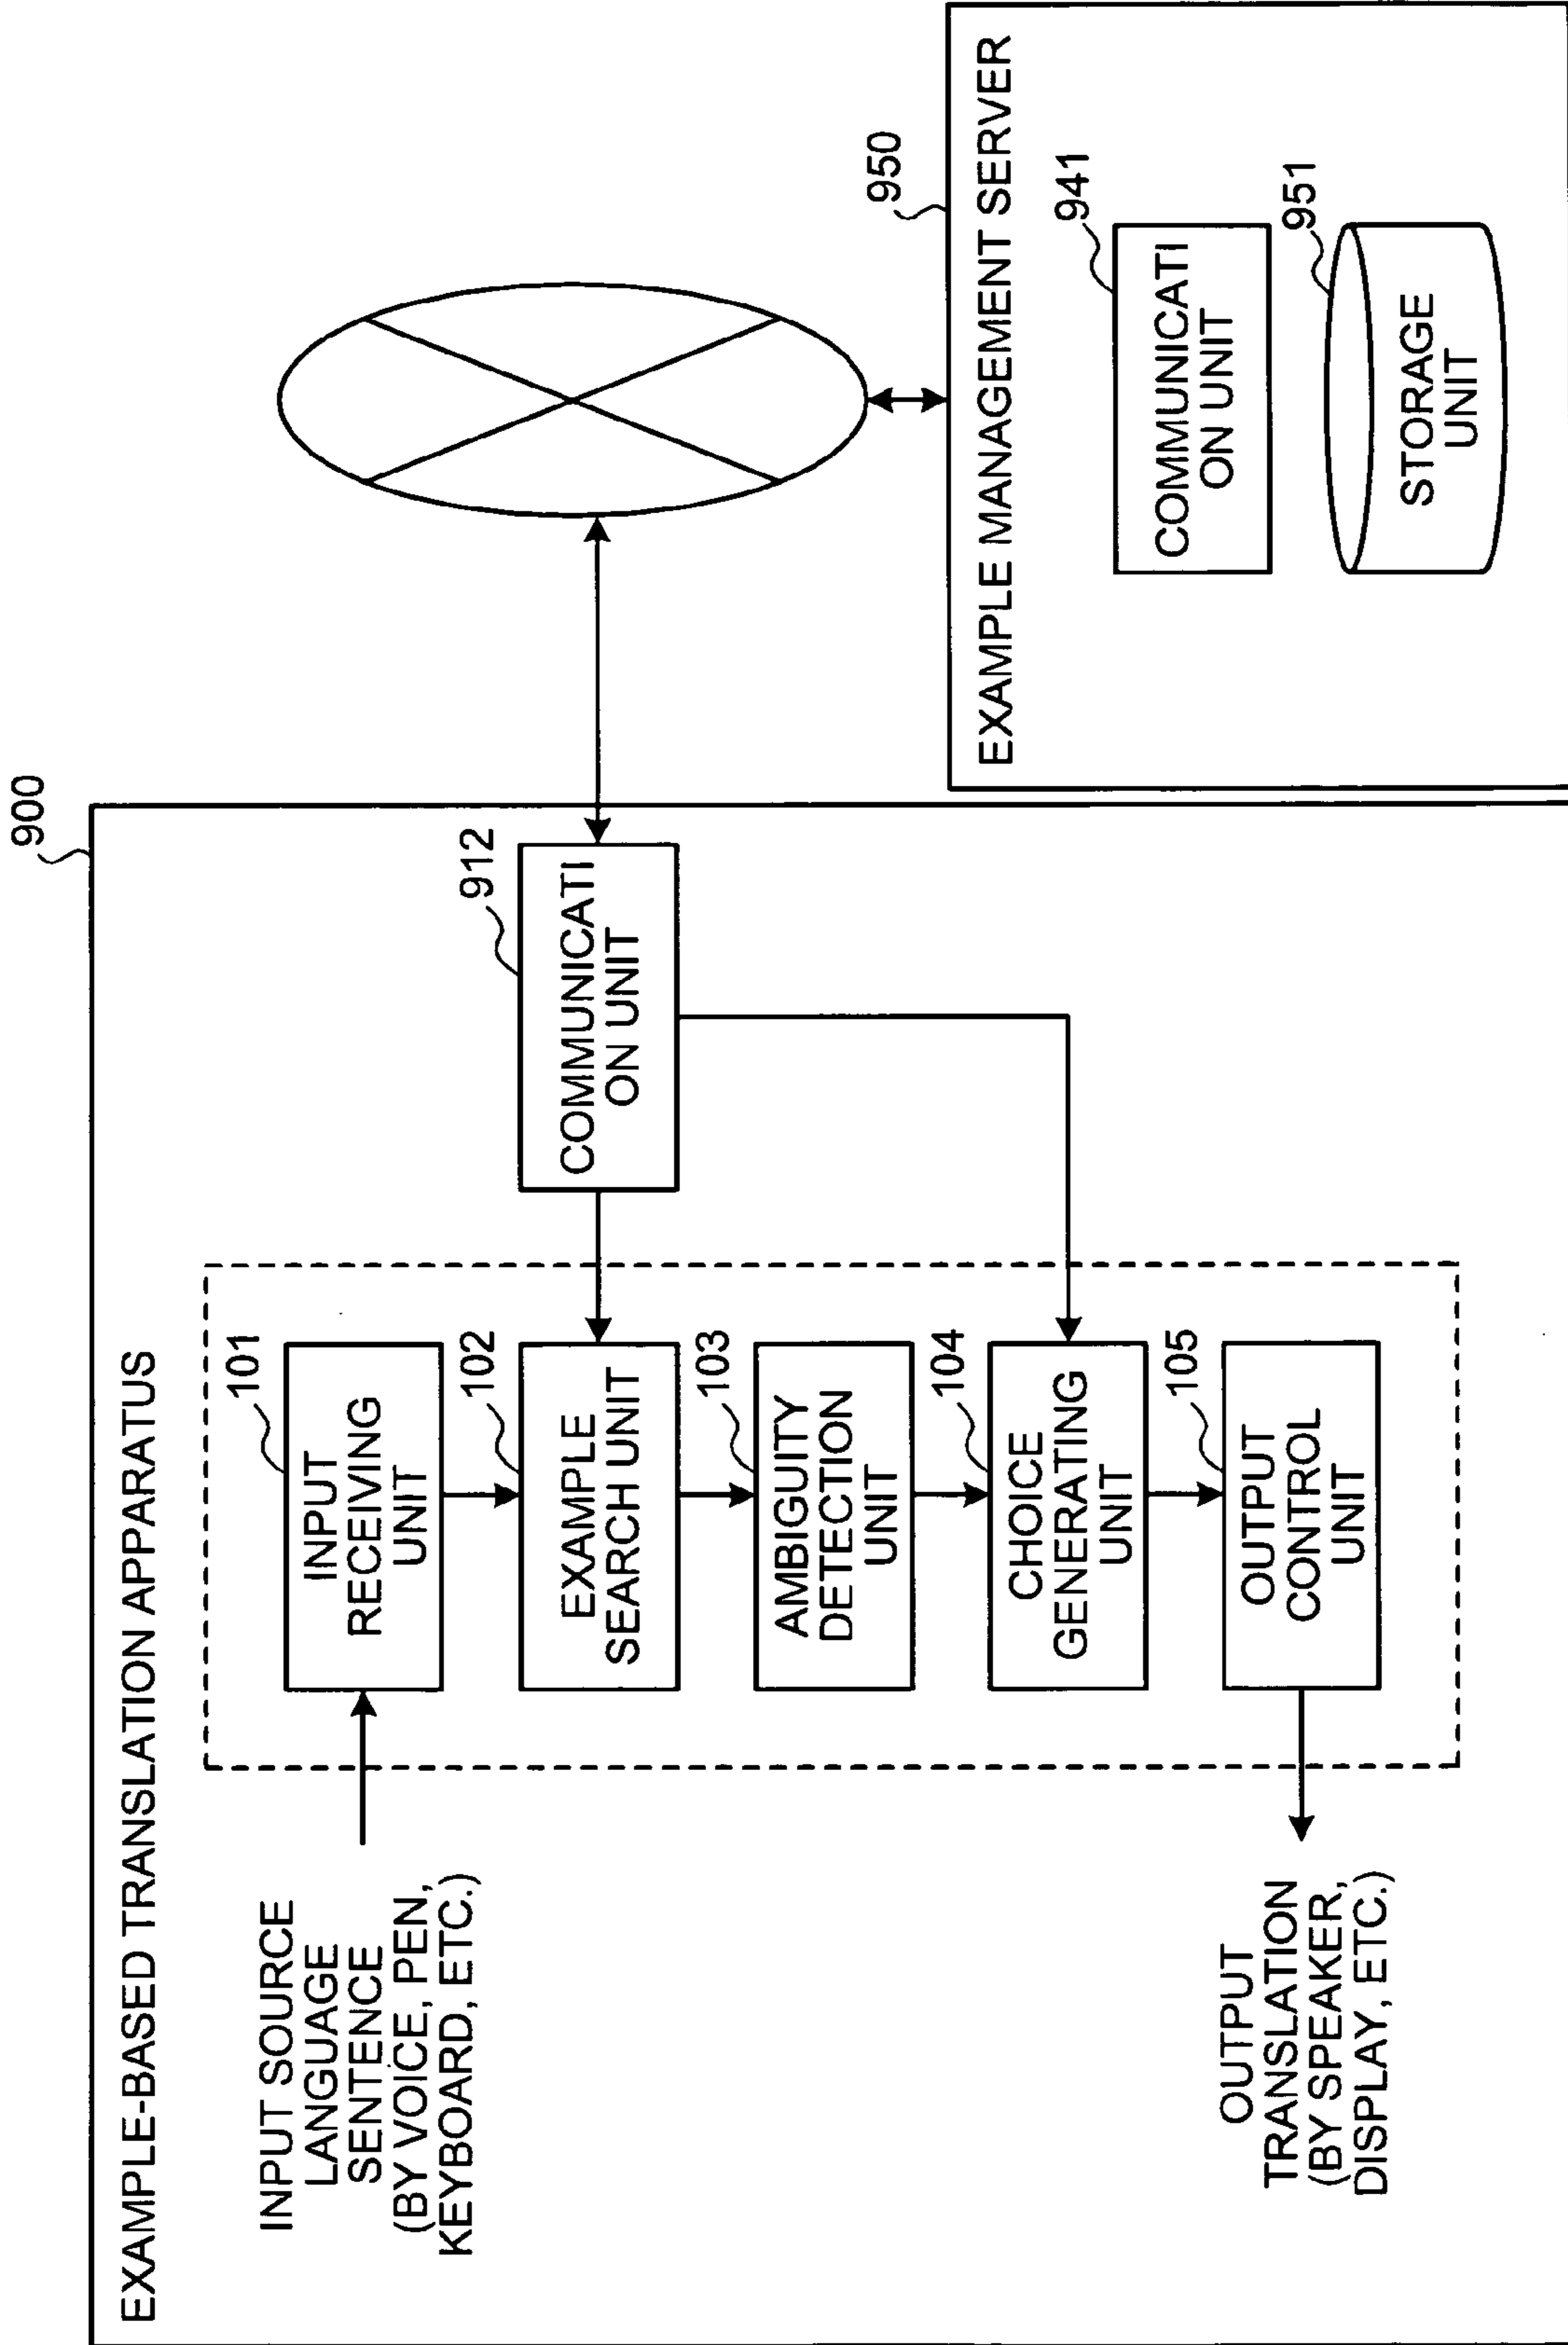 900
EXAMPLE-BASED TRANSLATION APPARATUS
INPUT SOURCE
LANGUAGE
SENTENCE
(BY VOICE, PEN,
KEYBOARD, ETC.)
101
INPUT
RECEIVING
UNIT
102
EXAMPLE
SEARCH UNIT
912
COMMUNICATI
ON UNIT
103
AMBIGUITY
DETECTION
UNIT
104
CHOICE
GENERATING
UNIT
105
OUTPUT
CONTROL
UNIT
OUTPUT
TRANSLATION
(BY SPEAKER,
DISPLAY, ETC.)
950
EXAMPLE MANAGEMENT SERVER
941
COMMUNICATI
ON UNIT
951
STORAGE
UNIT